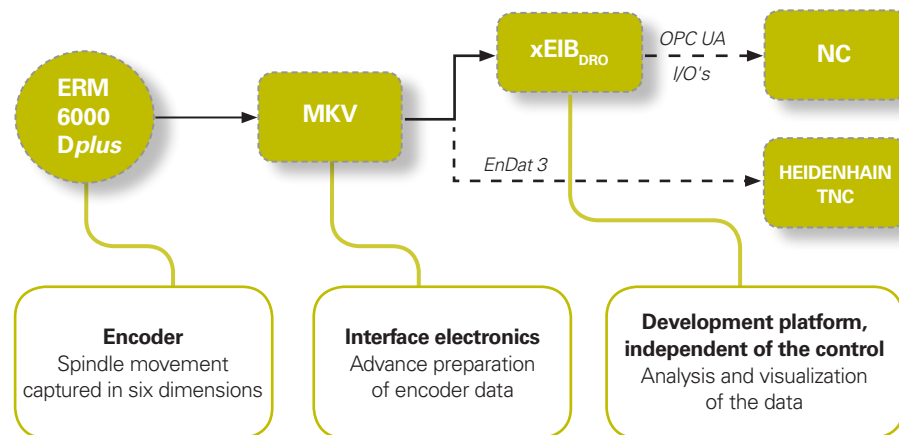 ERM
6000
Dplus
MKV
xEIBDRO
OPC UA
I/O's
NC
EnDat 3
HEIDENHAIN
TNC
Encoder
Spindle movement
captured in six dimensions
Interface electronics
Advance preparation
of encoder data
Development platform,
independent of the control
Analysis and visualization
of the data